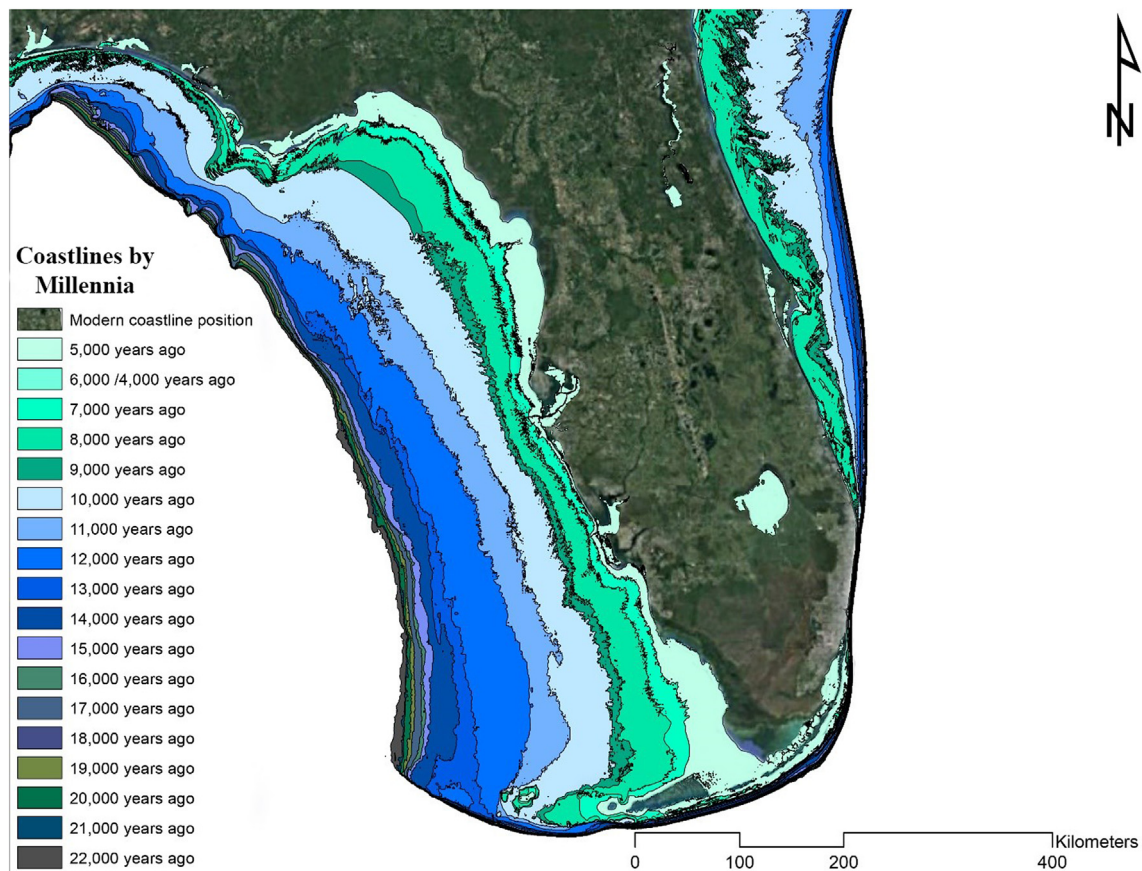 N
Coastlines by
Millennia
Modern coastline position
5,000 years ago
6,000 /4,000 years ago
7,000 years ago
8,000 years ago
9,000 years ago
10,000 years ago
11,000 years ago
12,000 years ago
13,000 years ago
14,000 years ago
15,000 years ago
16,000 years ago
17,000 years ago
18,000 years ago
19,000 years ago
20,000 years ago
21,000 years ago
22,000 years ago
Kilometers
0 100 200 400